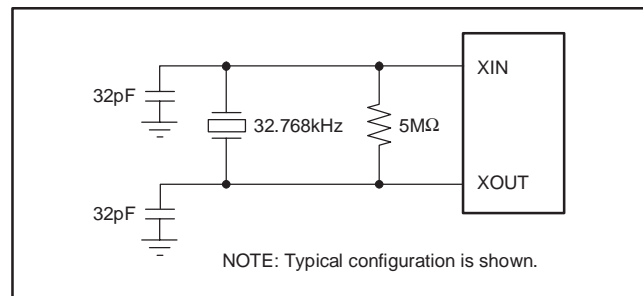 XIN
32pF
32.768kHz
5MΩ
XOUT
32pF
NOTE: Typical configuration is shown.